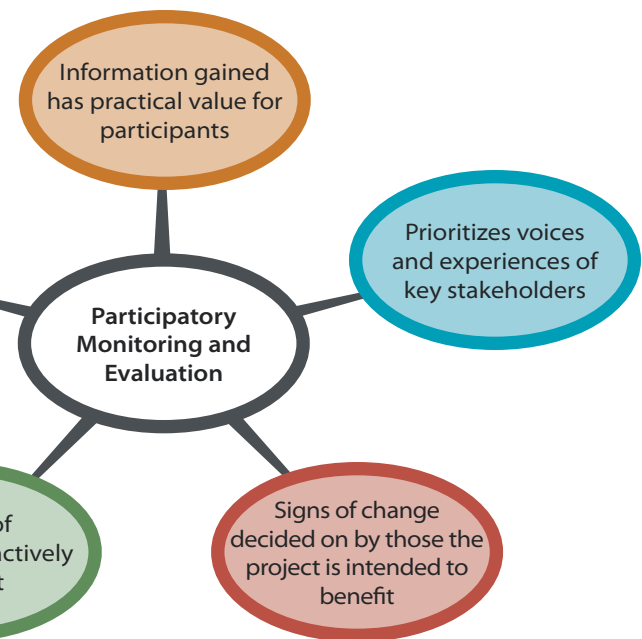 Information gained
has practical value for
participants
Prioritizes voices
and experiences of
key stakeholders
Participatory
Monitoring and
Evaluation
Signs of change
decided on by those the
project is intended to
benefit
of